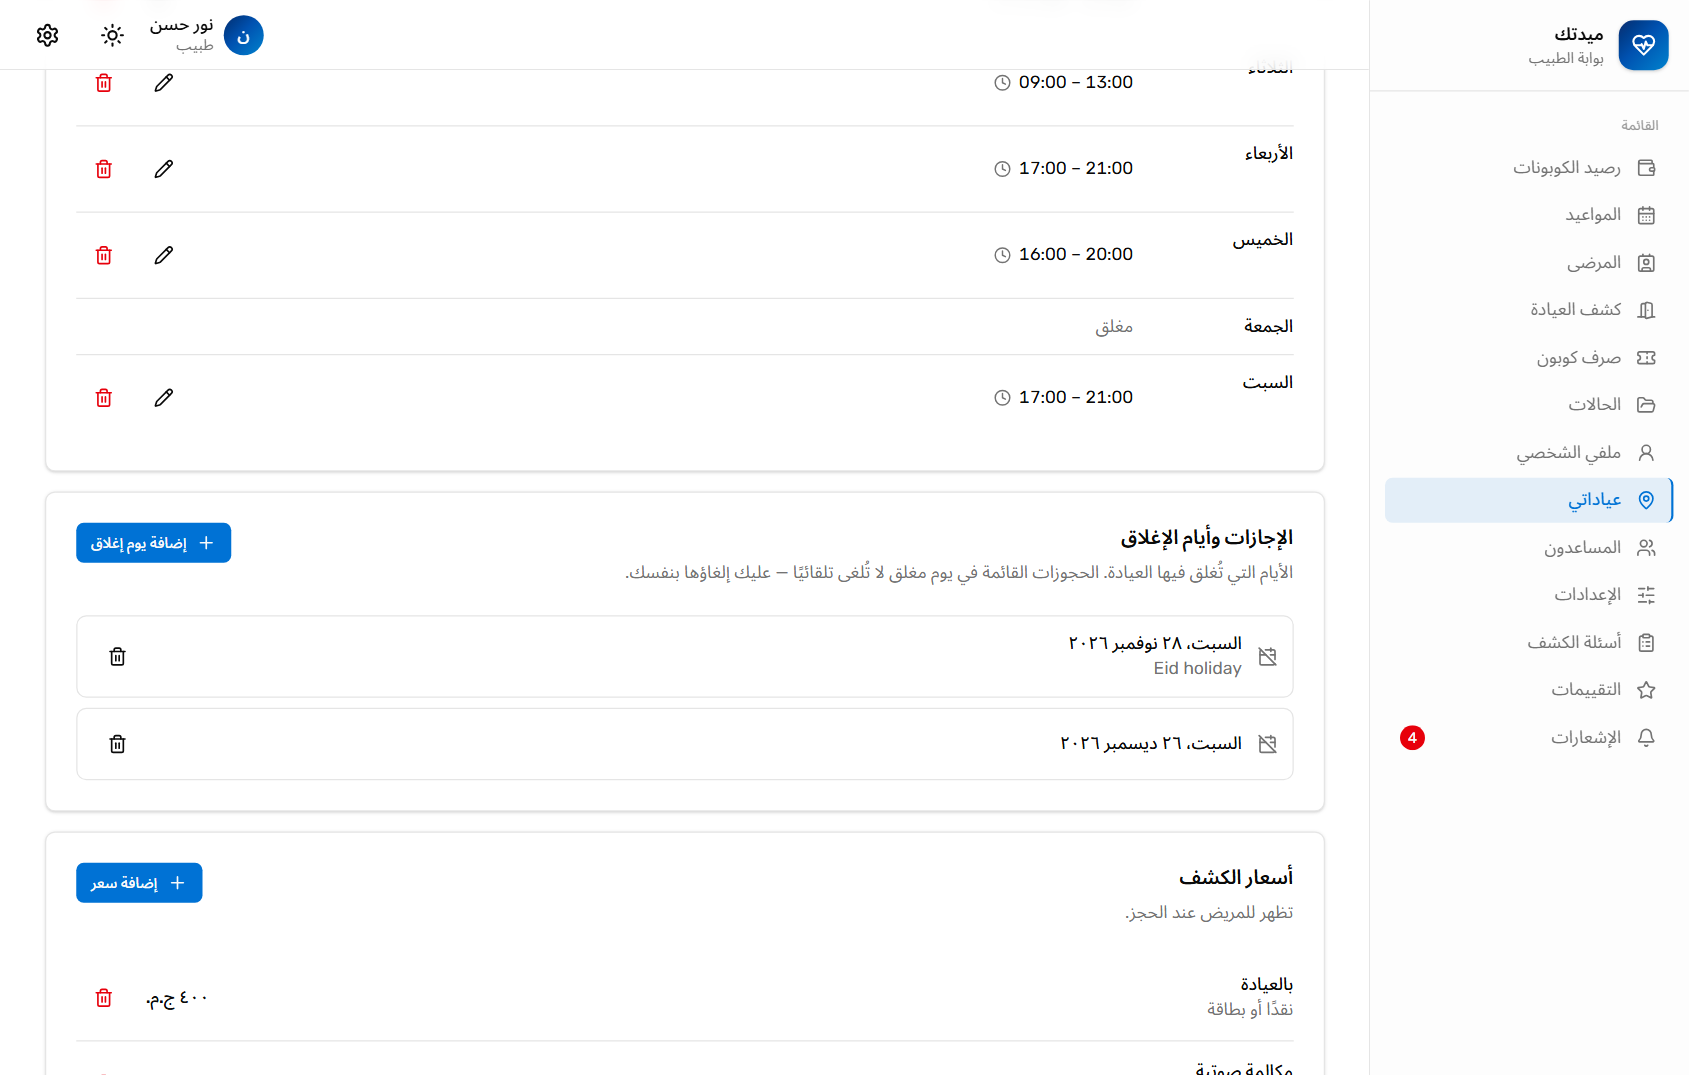 ميدتك
بوابة الطبيب
القائمة
رصيد الكوبونات
المواعيد
المرضى
كشف العيادة
صرف كوبون
الحالات
ملفي الشخصي
عياداتي
المساعدون
الإعدادات
أسئلة الكشف
التقييمات
الإشعارات
4
ن
نور حسن
طبيب
الثلاثاء
09:00 – 13:00
الأربعاء
17:00 – 21:00
الخميس
16:00 – 20:00
الجمعة
مغلق
السبت
17:00 – 21:00
الإجازات وأيام الإغلاق
إضافة يوم إغلاق
الأيام التي تُغلق فيها العيادة. الحجوزات القائمة في يوم مغلق لا تُلغى تلقائيًا — عليك إلغاؤها بنفسك.
السبت، ٢٨ نوفمبر ٢٠٢٦
Eid holiday
السبت، ٢٦ ديسمبر ٢٠٢٦
أسعار الكشف
إضافة سعر
تظهر للمريض عند الحجز.
بالعيادة
نقدًا أو بطاقة
٤٠٠ ج.م.
مكالمة صوتية